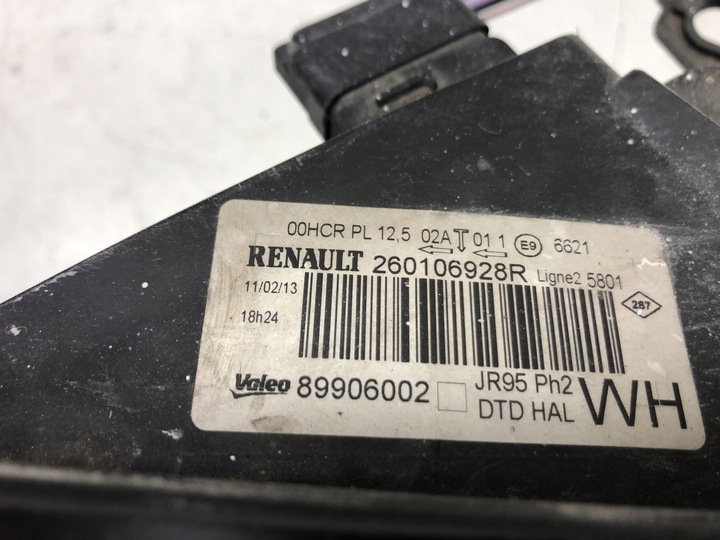 00HCR PL 12,5 02A T 01 1 E9 6621
RENAULT 260106928R Ligne2 5801
11/02/13
18h24
287
Valeo 89906002 JR95 Ph2
DTD HAL WH